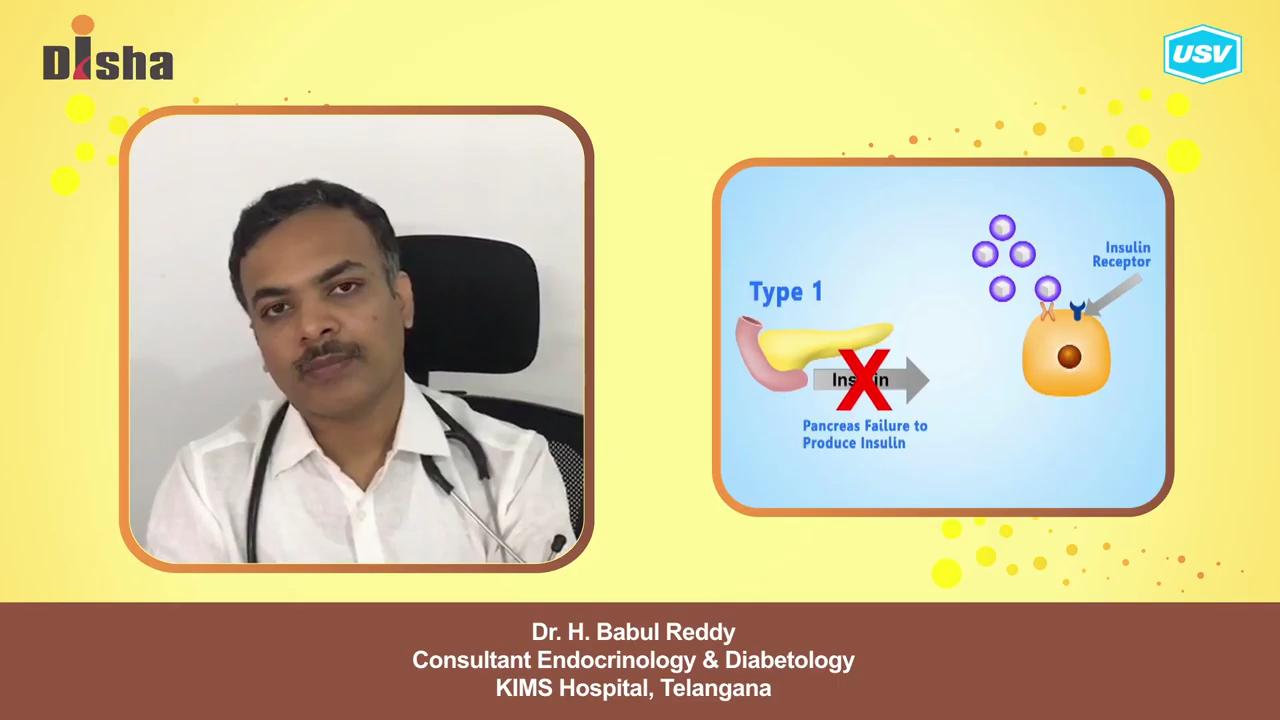 Disha
USV
Insulin
Receptor
Type 1
Insulin
Pancreas Failure to
Produce Insulin
Dr. H. Babul Reddy
Consultant Endocrinology & Diabetology
KIMS Hospital, Telangana